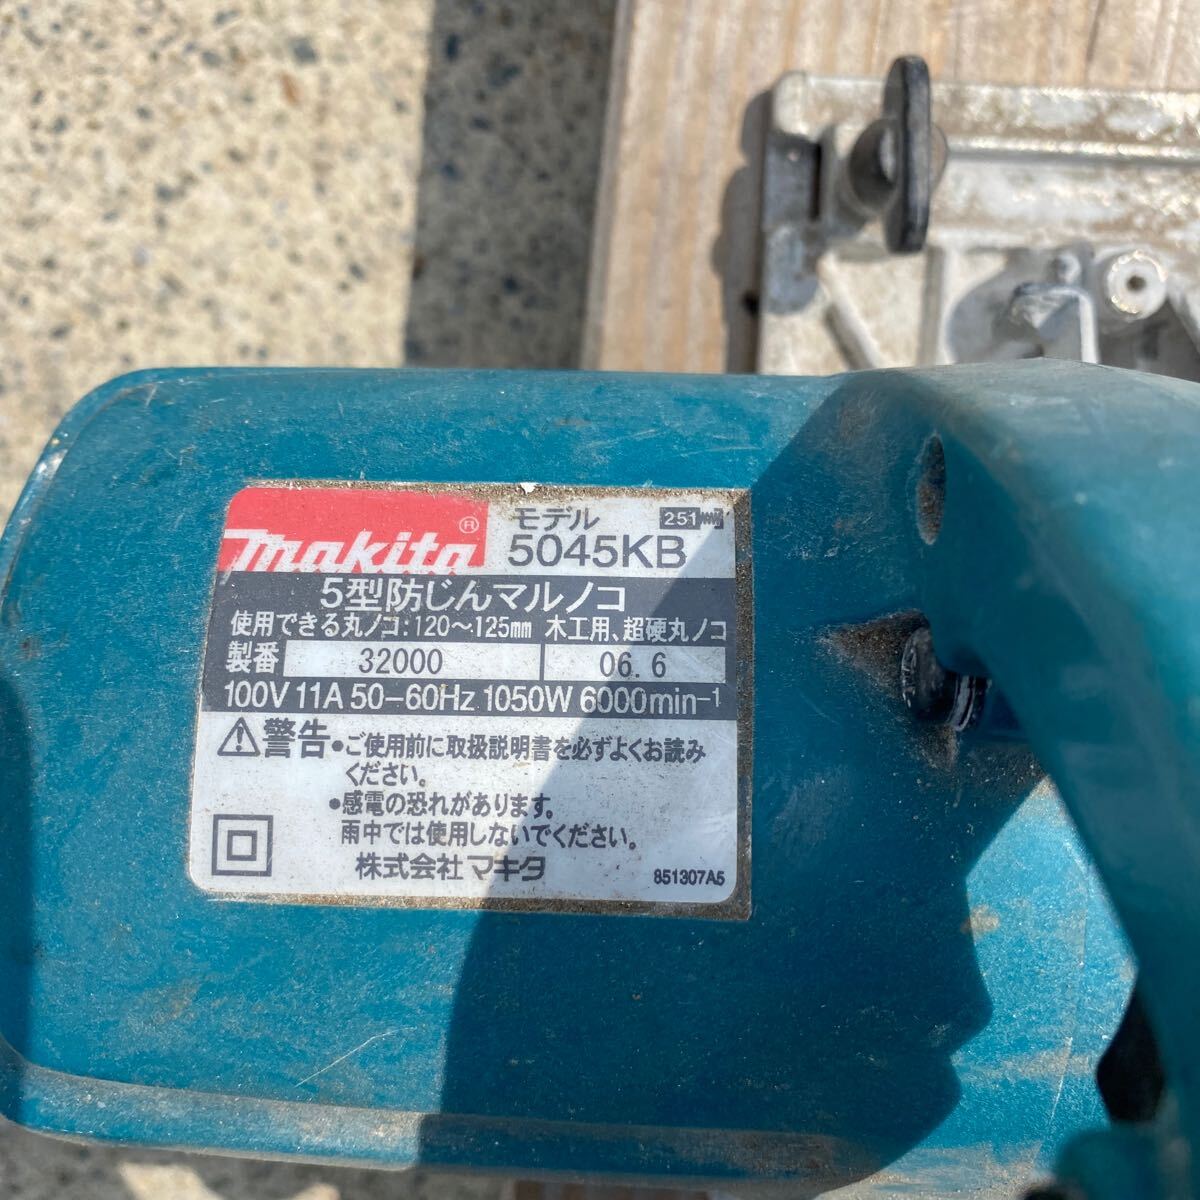 makita®
モデル 251
5045KB
5型防じんマルノコ
使用できる丸ノコ:120～125mm 木工用、超硬丸ノコ
製番 32000 06.6
100V 11A 50-60Hz 1050W 6000min-1
警告 •ご使用前に取扱説明書を必ずよくお読み
ください。
•感電の恐れがあります。
雨中では使用しないでください。
株式会社 マキタ 851307A5